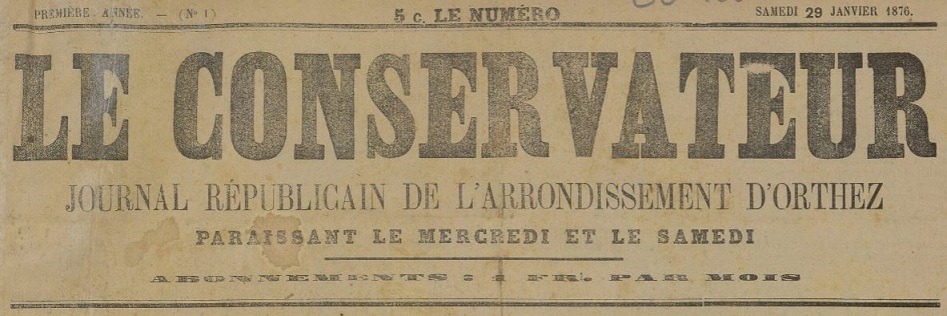 PREMIÈRE ANNÉE. — (N° 1) 5 c. LE NUMÉRO SAMEDI 29 JANVIER 1876.
LE CONSERVATEUR
JOURNAL RÉPUBLICAIN DE L'ARRONDISSEMENT D'ORTHEZ
PARAISSANT LE MERCREDI ET LE SAMEDI
ABONNEMENTS : 1 FR. PAR MOIS